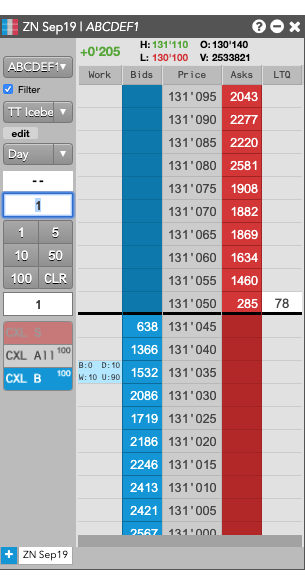 ZN Sep19 | ABCDEF1
+0'205
H: 131'110 O: 130'140
L: 130'100 V: 2533821
ABCDEF1
Filter
TT Icebe
edit
Day
--
1
1 5
10 50
100 CLR
1
CXL S
CXL All 100
CXL B 100
Work Bids Price Asks LTQ
131'095 2043
131'090 2277
131'085 2220
131'080 2581
131'075 1908
131'070 1882
131'065 1869
131'060 1634
131'055 1460
131'050 285 78
638 131'045
1366 131'040
B:0 D:10
W:10 U:90 1532 131'035
2086 131'030
1719 131'025
2186 131'020
2246 131'015
2413 131'010
2421 131'005
2567 131'000
+ ZN Sep19